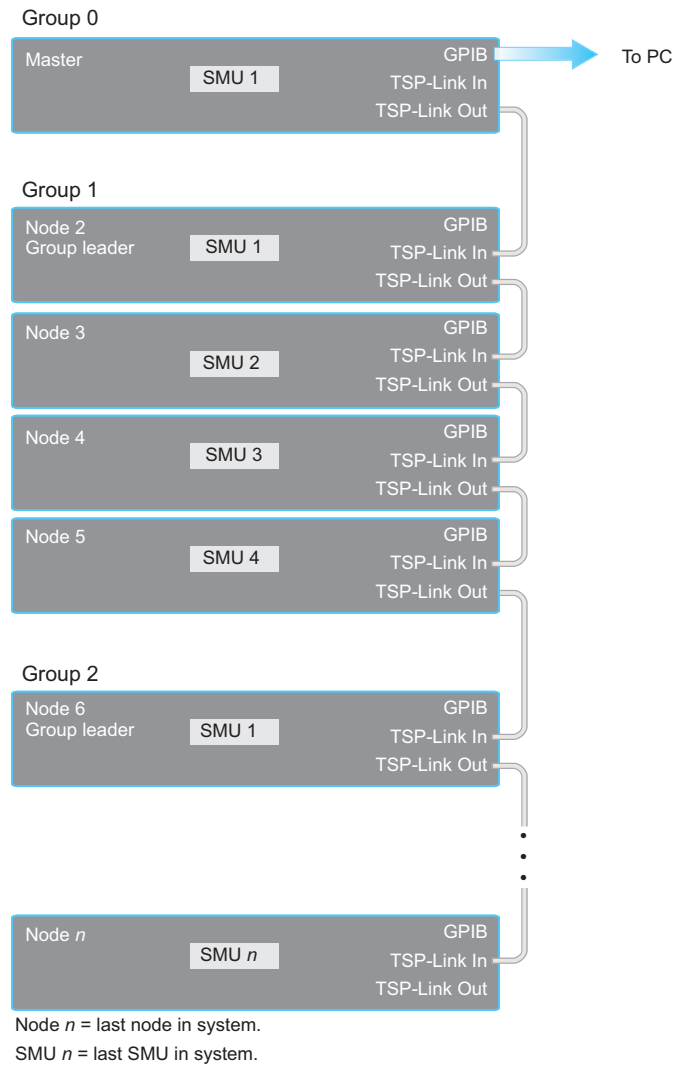 Group 0
Master
SMU 1
GPIB
To PC
TSP-Link In
TSP-Link Out
Group 1
Node 2
Group leader
SMU 1
GPIB
TSP-Link In
TSP-Link Out
Node 3
SMU 2
GPIB
TSP-Link In
TSP-Link Out
Node 4
SMU 3
GPIB
TSP-Link In
TSP-Link Out
Node 5
SMU 4
GPIB
TSP-Link In
TSP-Link Out
Group 2
Node 6
Group leader
SMU 1
GPIB
TSP-Link In
TSP-Link Out
Node n
SMU n
GPIB
TSP-Link In
TSP-Link Out
Node n = last node in system.
SMU n = last SMU in system.